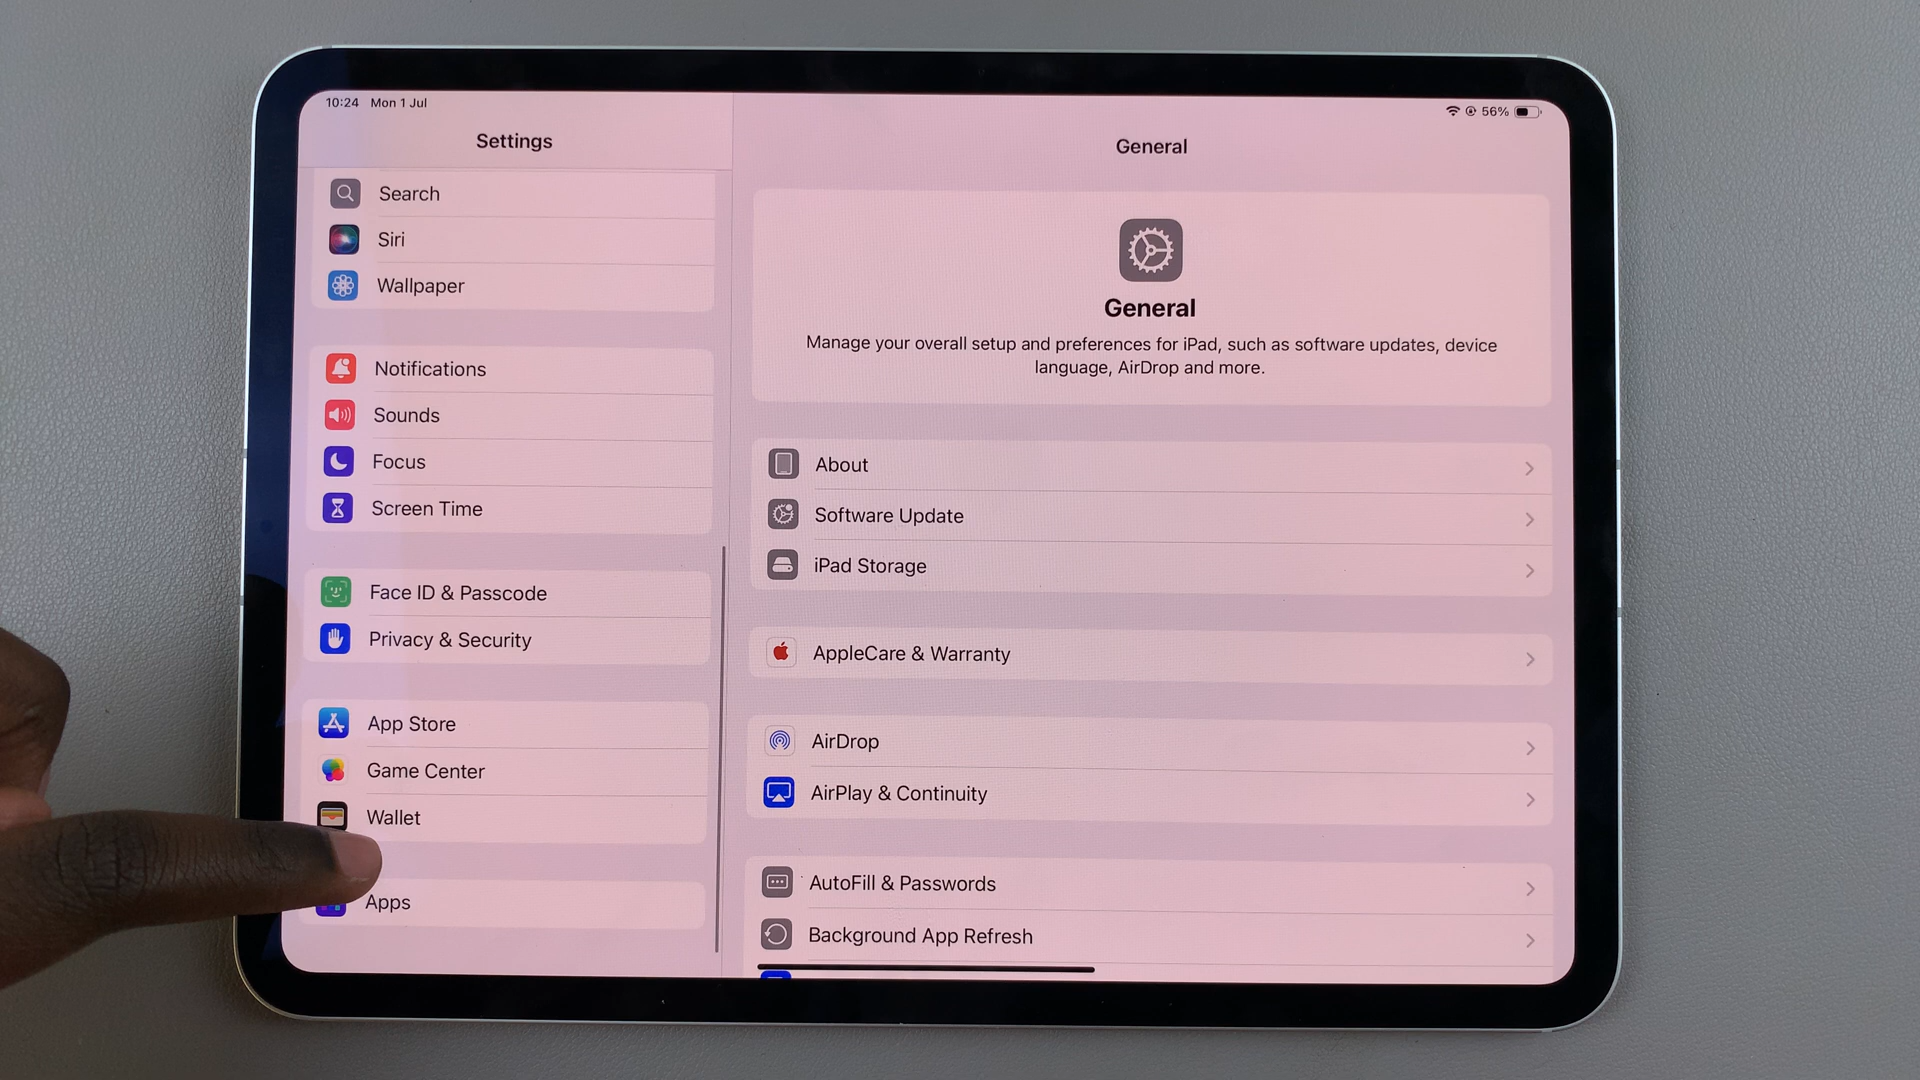 10:24 Mon 1 Jul
56%
Settings
Search
Siri
Wallpaper
Notifications
Sounds
Focus
Screen Time
Face ID & Passcode
Privacy & Security
App Store
Game Center
Wallet
Apps
General
General
Manage your overall setup and preferences for iPad, such as software updates, device
language, AirDrop and more.
About
Software Update
iPad Storage
AppleCare & Warranty
AirDrop
AirPlay & Continuity
AutoFill & Passwords
Background App Refresh